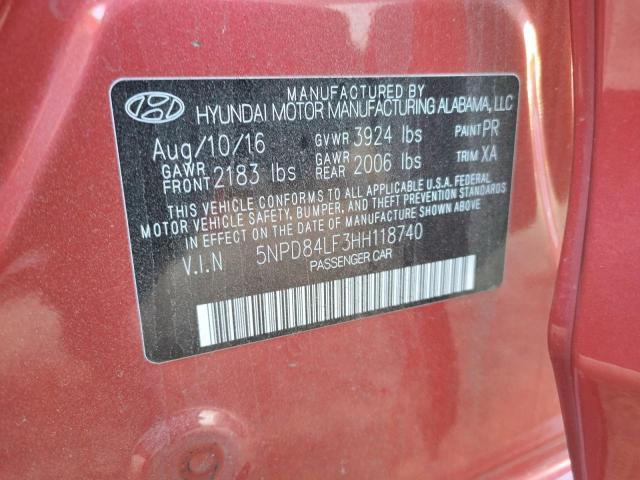 MANUFACTURED BY
HYUNDAI MOTOR MANUFACTURING ALABAMA, LLC
Aug/10/16 GVWR 3924 lbs PAINT PR
GAWR FRONT 2183 lbs GAWR REAR 2006 lbs TRIM XA
THIS VEHICLE CONFORMS TO ALL APPLICABLE U.S.A. FEDERAL
MOTOR VEHICLE SAFETY, BUMPER, AND THEFT PREVENTION STANDARDS
IN EFFECT ON THE DATE OF MANUFACTURE SHOWN ABOVE.
V.I.N 5NPD84LF3HH118740
PASSENGER CAR